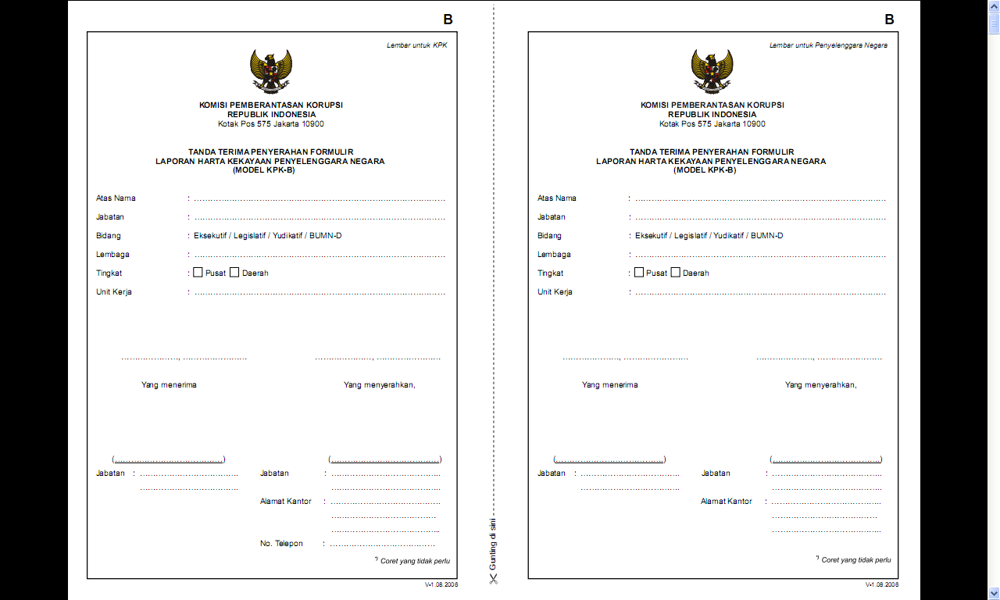 B
Lembar untuk KPK
KOMISI PEMBERANTASAN KORUPSI
REPUBLIK INDONESIA
Kotak Pos 575 Jakarta 10900
TANDA TERIMA PENYERAHAN FORMULIR
LAPORAN HARTA KEKAYAAN PENYELENGGARA NEGARA
(MODEL KPK-B)
Atas Nama : ........................................
Jabatan : ........................................
Bidang : Eksekutif / Legislatif / Yudikatif / BUMN-D
Lembaga : ........................................
Tingkat : Pusat Daerah
Unit Kerja : ........................................
...................., ...................... ...................., ......................
Yang menerima Yang menyerahkan,
(....................................) (....................................)
Jabatan : .................................. Jabatan : ..................................
.................................. ..................................
Alamat Kantor : ..................................
..................................
..................................
No. Telepon : ..................................
*) Coret yang tidak perlu
V-1.08.2006
Gunting di sini
B
Lembar untuk Penyelenggara Negara
KOMISI PEMBERANTASAN KORUPSI
REPUBLIK INDONESIA
Kotak Pos 575 Jakarta 10900
TANDA TERIMA PENYERAHAN FORMULIR
LAPORAN HARTA KEKAYAAN PENYELENGGARA NEGARA
(MODEL KPK-B)
Atas Nama : ........................................
Jabatan : ........................................
Bidang : Eksekutif / Legislatif / Yudikatif / BUMN-D
Lembaga : ........................................
Tingkat : Pusat Daerah
Unit Kerja : ........................................
...................., ...................... ...................., ......................
Yang menerima Yang menyerahkan,
(....................................) (....................................)
Jabatan : .................................. Jabatan : ..................................
.................................. ..................................
Alamat Kantor : ..................................
..................................
..................................
*) Coret yang tidak perlu
V-1.08.2006